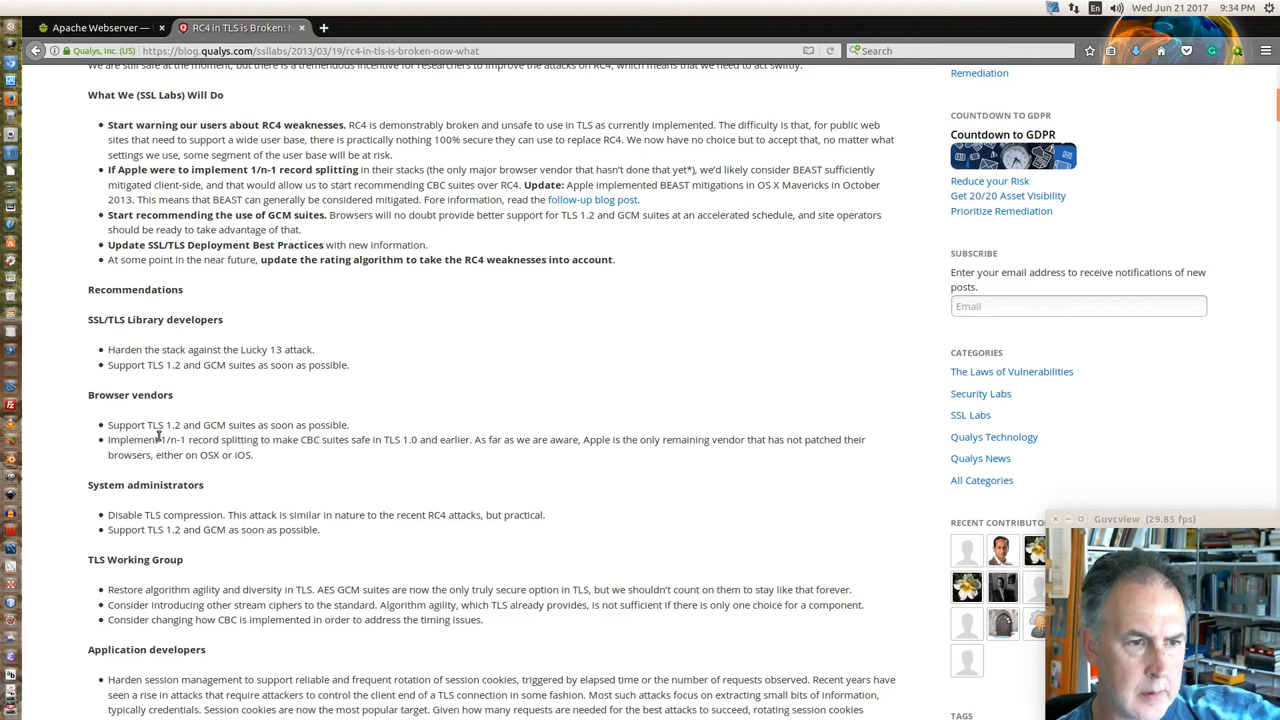 En
Wed Jun 21 2017
9:34 PM
Apache Webserver —
RC4 in TLS is Broken: N
Qualys, Inc. (US)
https://blog.qualys.com/ssllabs/2013/03/19/rc4-in-tls-is-broken-now-what
Search
We are still safe at the moment, but there is a tremendous incentive for researchers to improve the attacks on RC4, which means that we need to act swiftly.
What We (SSL Labs) Will Do
Start warning our users about RC4 weaknesses. RC4 is demonstrably broken and unsafe to use in TLS as currently implemented. The difficulty is that, for public web
sites that need to support a wide user base, there is practically nothing 100% secure they can use to replace RC4. We now have no choice but to accept that, no matter what
settings we use, some segment of the user base will be at risk.
If Apple were to implement 1/n-1 record splitting in their stacks (the only major browser vendor that hasn't done that yet*), we'd likely consider BEAST sufficiently
mitigated client-side, and that would allow us to start recommending CBC suites over RC4. Update: Apple implemented BEAST mitigations in OS X Mavericks in October
2013. This means that BEAST can generally be considered mitigated. Fore information, read the follow-up blog post.
Start recommending the use of GCM suites. Browsers will no doubt provide better support for TLS 1.2 and GCM suites at an accelerated schedule, and site operators
should be ready to take advantage of that.
Update SSL/TLS Deployment Best Practices with new information.
At some point in the near future, update the rating algorithm to take the RC4 weaknesses into account.
Recommendations
SSL/TLS Library developers
Harden the stack against the Lucky 13 attack.
Support TLS 1.2 and GCM suites as soon as possible.
Browser vendors
Support TLS 1.2 and GCM suites as soon as possible.
Implement 1/n-1 record splitting to make CBC suites safe in TLS 1.0 and earlier. As far as we are aware, Apple is the only remaining vendor that has not patched their
browsers, either on OSX or iOS.
System administrators
Disable TLS compression. This attack is similar in nature to the recent RC4 attacks, but practical.
Support TLS 1.2 and GCM as soon as possible.
TLS Working Group
Restore algorithm agility and diversity in TLS. AES GCM suites are now the only truly secure option in TLS, but we shouldn't count on them to stay like that forever.
Consider introducing other stream ciphers to the standard. Algorithm agility, which TLS already provides, is not sufficient if there is only one choice for a component.
Consider changing how CBC is implemented in order to address the timing issues.
Application developers
Harden session management to support reliable and frequent rotation of session cookies, triggered by elapsed time or the number of requests observed. Recent years have
seen a rise in attacks that require attackers to control the client end of a TLS connection in some fashion. Most such attacks focus on extracting small bits of information,
typically credentials. Session cookies are now the most popular target. Given how many requests are needed for the best attacks to succeed, rotating session cookies
Remediation
COUNTDOWN TO GDPR
Countdown to GDPR
Reduce your Risk
Get 20/20 Asset Visibility
Prioritize Remediation
SUBSCRIBE
Enter your email address to receive notifications of new
posts.
Email
CATEGORIES
The Laws of Vulnerabilities
Security Labs
SSL Labs
Qualys Technology
Qualys News
All Categories
RECENT CONTRIBUTO
Guvcview (29.85 fps)
TAGS